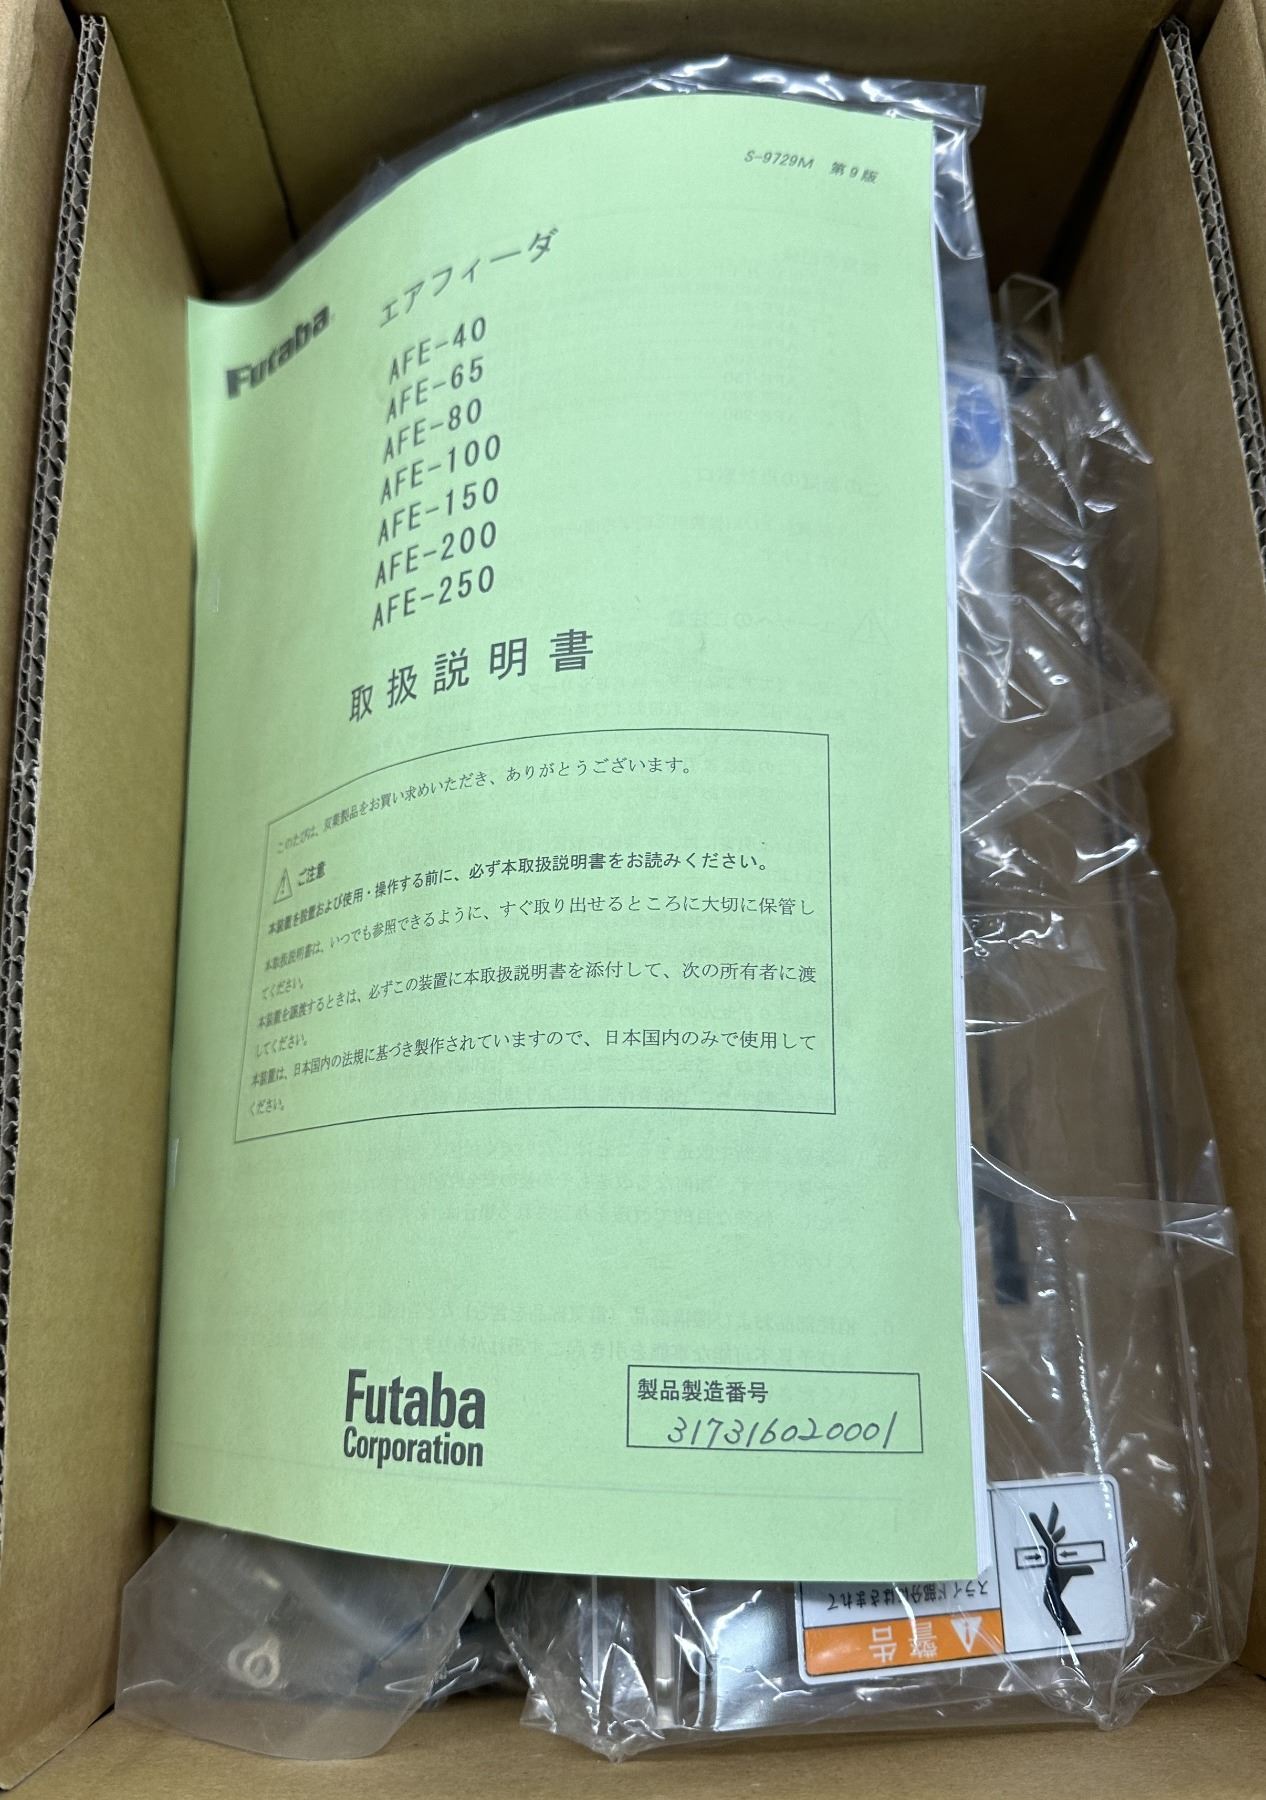 S-9729M 第9版
Futaba
エアフィーダ
AFE-40
AFE-65
AFE-80
AFE-100
AFE-150
AFE-200
AFE-250
取扱説明書
このたびは、双葉製品をお買い求めいただき、ありがとうございます。
ご注意
本装置を設置および使用・操作する前に、必ず本取扱説明書をお読みください。
本取扱説明書は、いつでも参照できるように、すぐ取り出せるところに大切に保管し
てください。
本装置を譲渡するときは、必ずこの装置に本取扱説明書を添付して、次の所有者に渡
してください。
本装置は、日本国内の法規に基づき製作されていますので、日本国内のみで使用して
ください。
Futaba
Corporation
製品製造番号
317316020001
警告
スライド部分にはさまれて